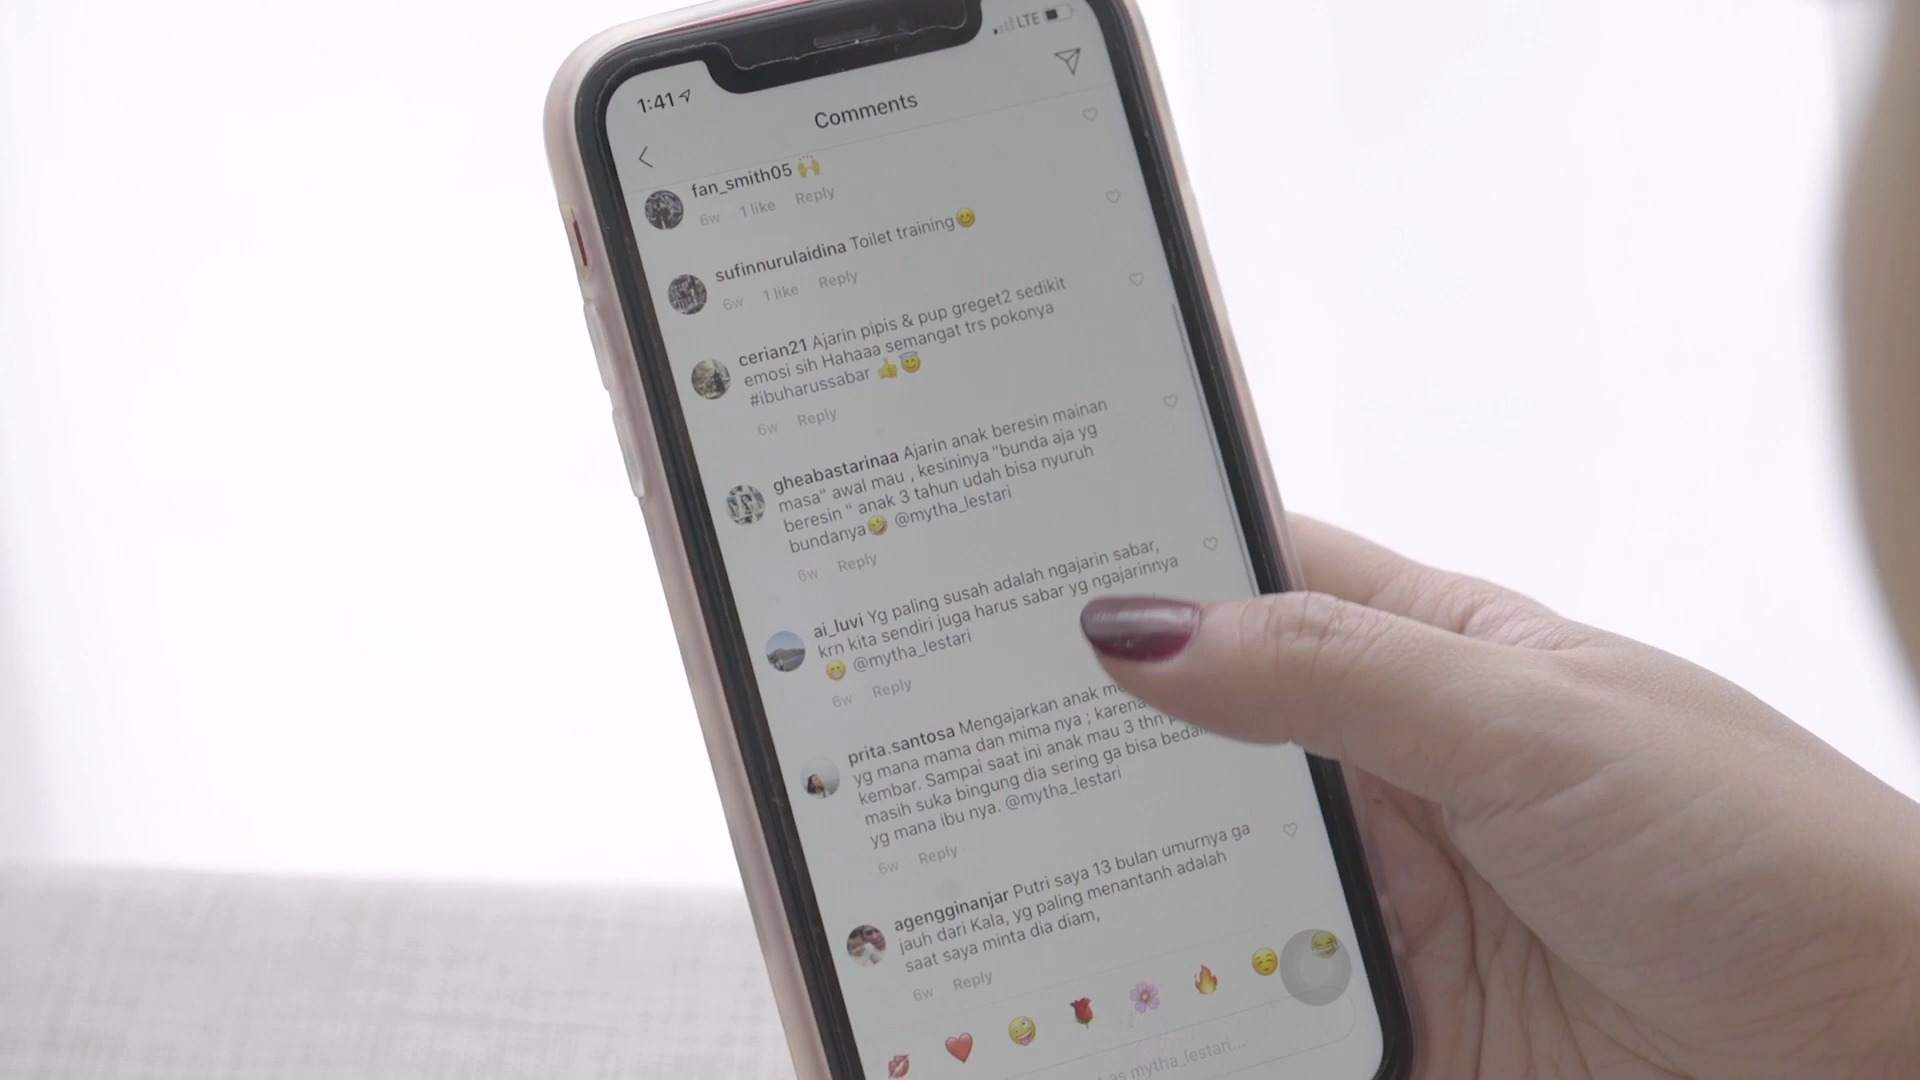 LTE
1:41
Comments
fan_smith05 🙌
6w 1 like Reply
sufinnurulaidina Toilet training😊
6w 1 like Reply
cerian21 Ajarin pipis & pup greget2 sedikit
emosi sih Hahaaa semangat trs pokonya
#ibuharussabar 👍😇
6w Reply
gheabastarinaa Ajarin anak beresin mainan
masa" awal mau , kesininya "bunda aja yg
beresin " anak 3 tahun udah bisa nyuruh
bundanya🤣 @mytha_lestari
6w Reply
ai_luvi Yg paling susah adalah ngajarin sabar,
krn kita sendiri juga harus sabar yg ngajarinnya
😁 @mytha_lestari
6w Reply
prita.santosa Mengajarkan anak
yg mana mama dan mima nya ; karena
kembar. Sampai saat ini anak mau 3 thn
masih suka bingung dia sering ga bisa
yg mana ibu nya. @mytha_lestari
6w Reply
agengginanjar Putri saya 13 bulan umurnya ga
jauh dari Kala, yg paling menantanh adalah
saat saya minta dia diam,
6w Reply
as mytha_lestari...